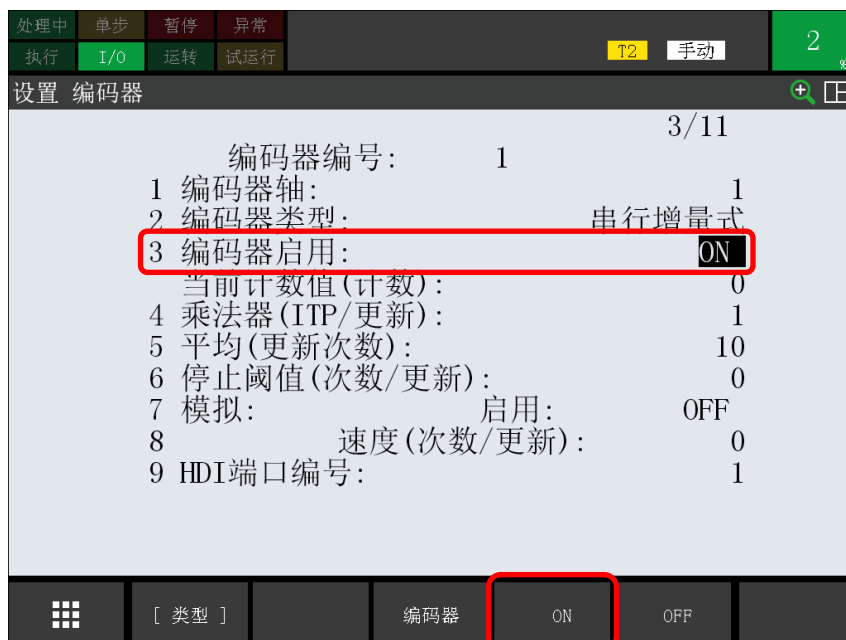 处理中 单步 暂停 异常
执行 I/O 运转 试运行
T2 手动
2
%
设置 编码器
3/11
编码器编号: 1
1 编码器轴: 1
2 编码器类型: 串行增量式
3 编码器启用: ON
当前计数值(计数): 0
4 乘法器(ITP/更新): 1
5 平均(更新次数): 10
6 停止阈值(次数/更新): 0
7 模拟: 启用: OFF
8 速度(次数/更新): 0
9 HDI端口编号: 1
[ 类型 ] 编码器 ON OFF